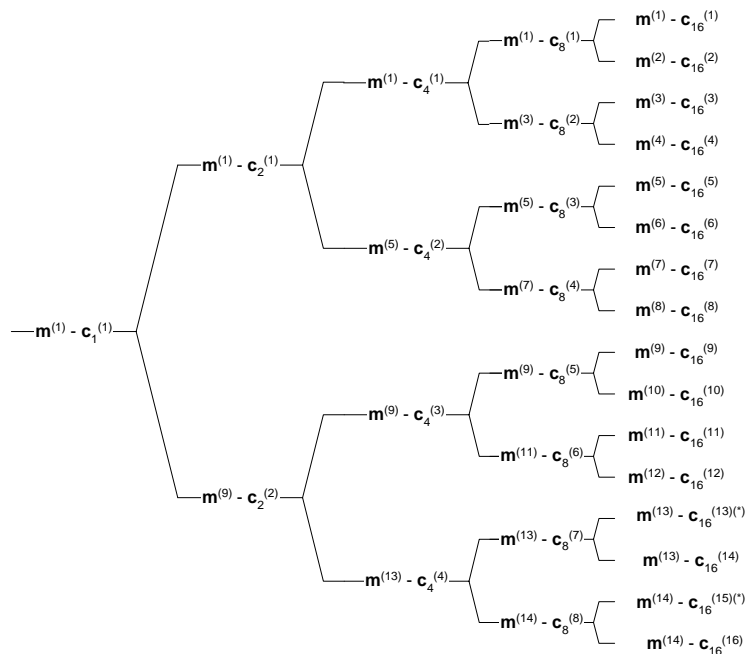 m(1) - c1(1)
m(1) - c2(1)
m(9) - c2(2)
m(1) - c4(1)
m(5) - c4(2)
m(9) - c4(3)
m(13) - c4(4)
m(1) - c8(1)
m(3) - c8(2)
m(5) - c8(3)
m(7) - c8(4)
m(9) - c8(5)
m(11) - c8(6)
m(13) - c8(7)
m(14) - c8(8)
m(1) - c16(1)
m(2) - c16(2)
m(3) - c16(3)
m(4) - c16(4)
m(5) - c16(5)
m(6) - c16(6)
m(7) - c16(7)
m(8) - c16(8)
m(9) - c16(9)
m(10) - c16(10)
m(11) - c16(11)
m(12) - c16(12)
m(13) - c16(13)(*)
m(13) - c16(14)
m(14) - c16(15)(*)
m(14) - c16(16)